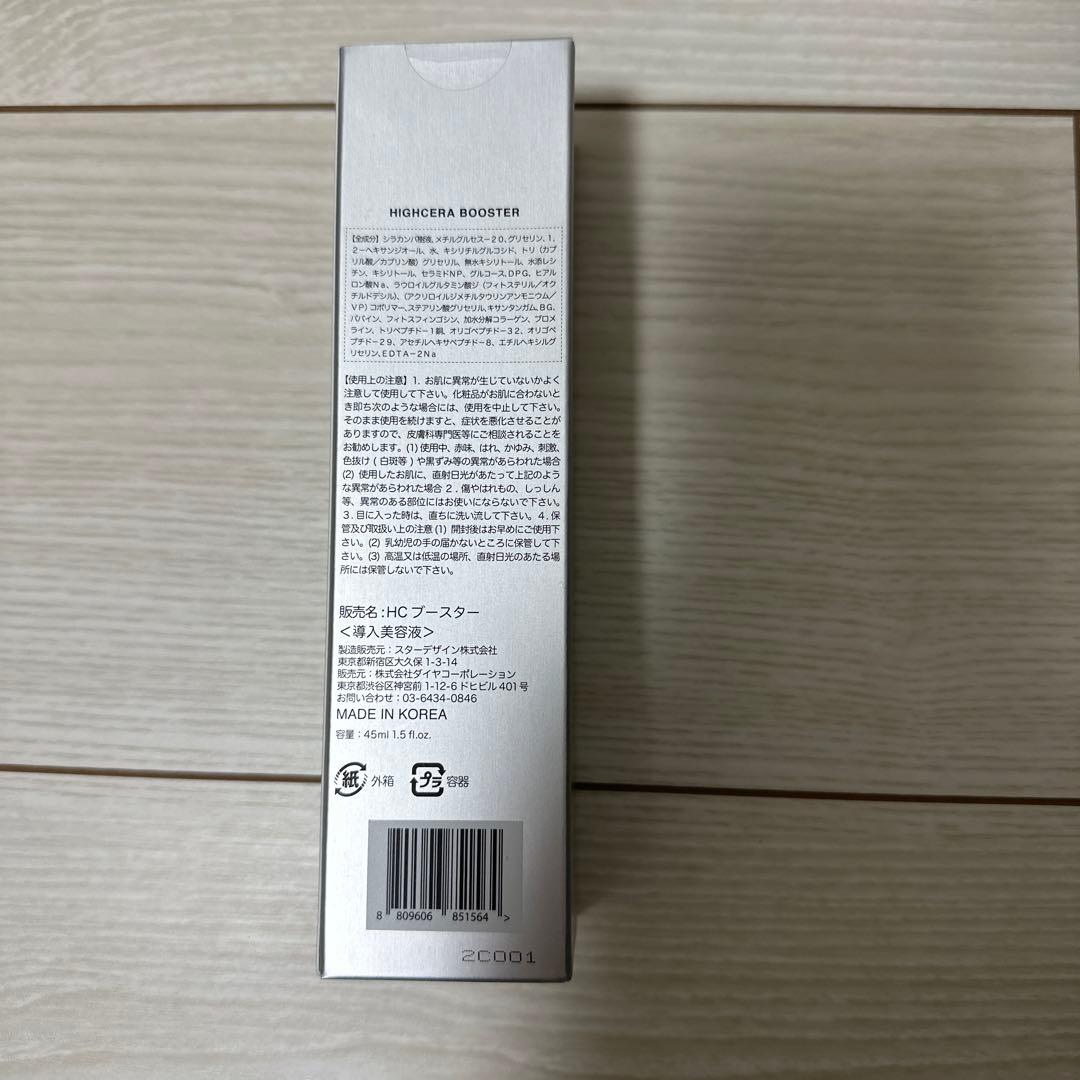 HIGHCERA BOOSTER
【全成分】シラカンバ樹液、メチルグルセス－20、グリセリン、1,
2－ヘキサンジオール、水、キシリチルグルコシド、トリ（カプ
リル酸／カプリン酸）グリセリル、無水キシリトール、水添レシ
チン、キシリトール、セラミドNP、グルコース、DPG、ヒアル
ロン酸Na、ラウロイルグルタミン酸ジ（フィトステリル／オク
チルドデシル）、（アクリロイルジメチルタウリンアンモニウム／
VP）コポリマー、ステアリン酸グリセリル、キサンタンガム、BG、
パパイン、フィトスフィンゴシン、加水分解コラーゲン、ブロメ
ライン、トリペプチド－1銅、オリゴペプチド－32、オリゴペ
プチド－29、アセチルヘキサペプチド－8、エチルヘキシルグ
リセリン、EDTA－2Na
【使用上の注意】1. お肌に異常が生じていないかよく
注意して使用して下さい。化粧品がお肌に合わないと
き即ち次のような場合には、使用を中止して下さい。
そのまま使用を続けますと、症状を悪化させることが
ありますので、皮膚科専門医等にご相談されることを
お勧めします。(1)使用中、赤味、はれ、かゆみ、刺激、
色抜け ( 白斑等 ) や黒ずみ等の異常があらわれた場合
(2) 使用したお肌に、直射日光があたって上記のよう
な異常があらわれた場合 2 . 傷やはれもの、しっしん
等、異常のある部位にはお使いにならないで下さい。
3 . 目に入った時は、直ちに洗い流して下さい。4 . 保
管及び取扱い上の注意 (1) 開封後はお早めにご使用下
さい。(2) 乳幼児の手の届かないところに保管して下
さい。(3) 高温又は低温の場所、直射日光のあたる場
所には保管しないで下さい。
販売名 : HC ブースター
＜導入美容液＞
製造販売元：スターデザイン株式会社
東京都新宿区大久保 1-3-14
販売元：株式会社ダイヤコーポレーション
東京都渋谷区神宮前 1-12-6 ドヒビル 401 号
お問い合わせ：03-6434-0846
MADE IN KOREA
容量：45ml 1.5 fl.oz.
紙 外箱 プラ 容器
8 809606 851564 >
2C001